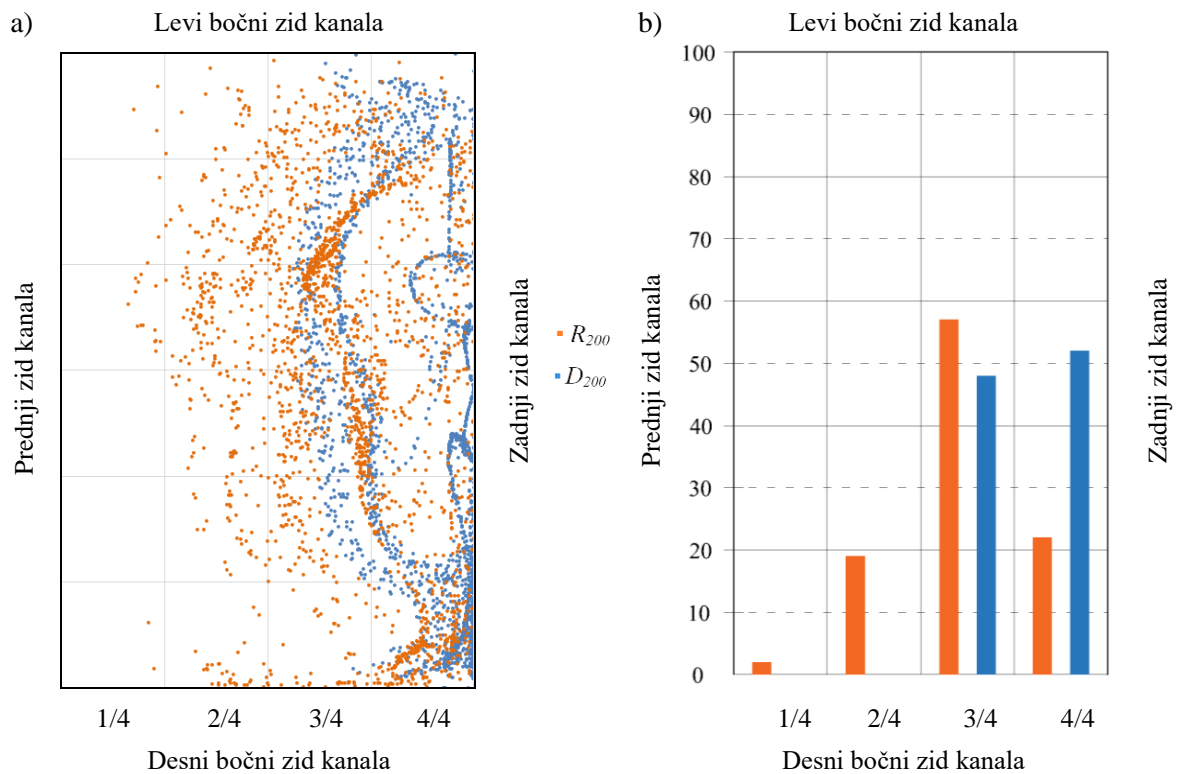 a)
Levi bočni zid kanala
Prednji zid kanala
Zadnji zid kanala
1/4 2/4 3/4 4/4
Desni bočni zid kanala
R200
D200
b)
Levi bočni zid kanala
Prednji zid kanala
100
90
80
70
60
50
40
30
20
10
0
Zadnji zid kanala
1/4 2/4 3/4 4/4
Desni bočni zid kanala